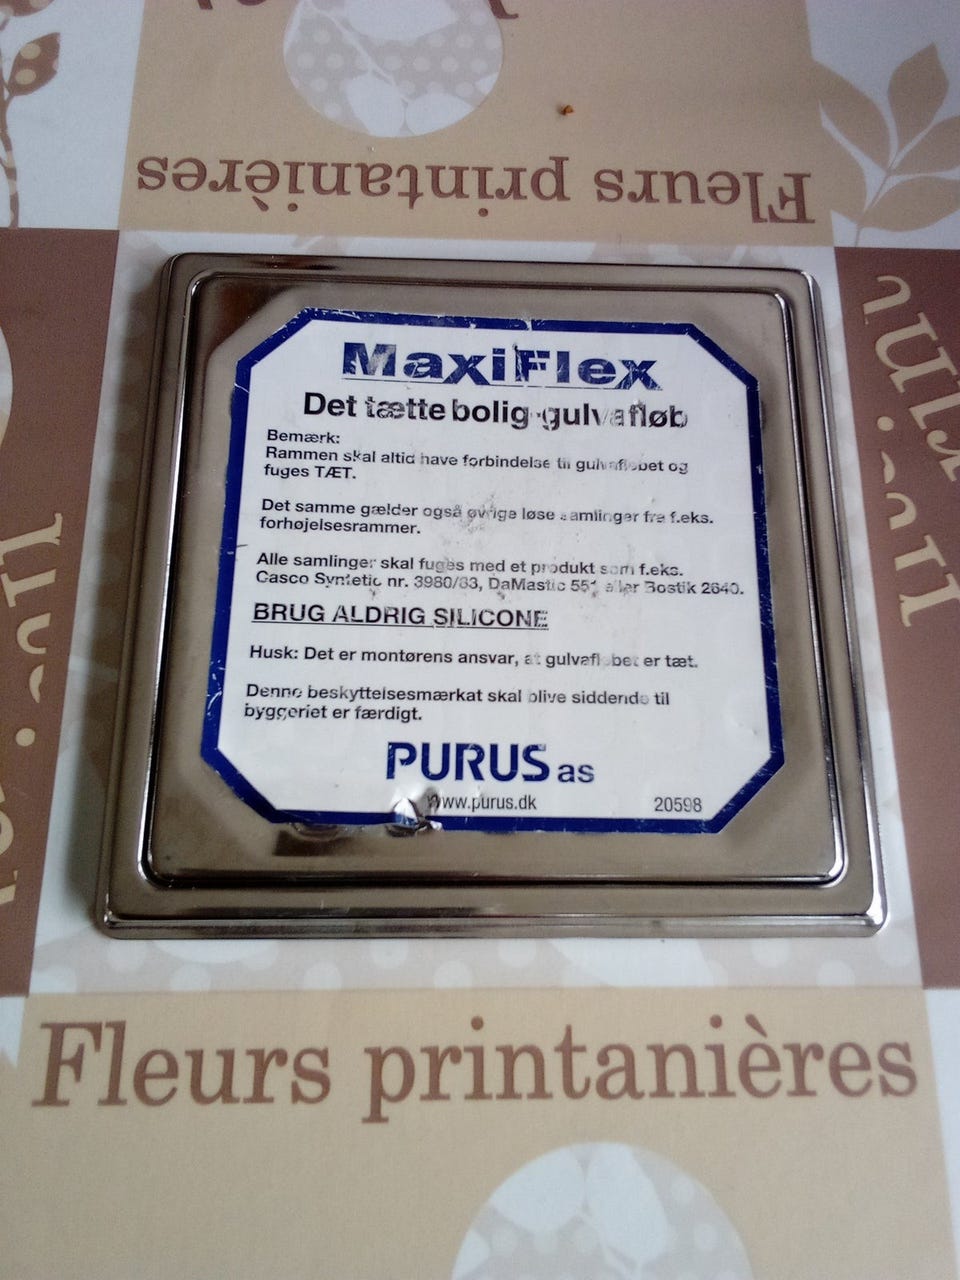 Fleurs printanières
MaxiFlex
Det tætte bolig-gulvafløb
Bemærk:
Rammen skal altid have forbindelse til gulvafløbet og
fuges TÆT.
Det samme gælder også øvrige løse samlinger fra f.eks.
forhøjelsesrammer.
Alle samlinger skal fuges med et produkt som f.eks.
Casco Syntetic nr. 3980/83, DaMastic 551 eller Bostik 2640.
BRUG ALDRIG SILICONE
Husk: Det er montørens ansvar, at gulvafløbet er tæt.
Denne beskyttelsesmærkat skal blive siddende til
byggeriet er færdigt.
PURUS as
www.purus.dk 20598
Fleurs printanières